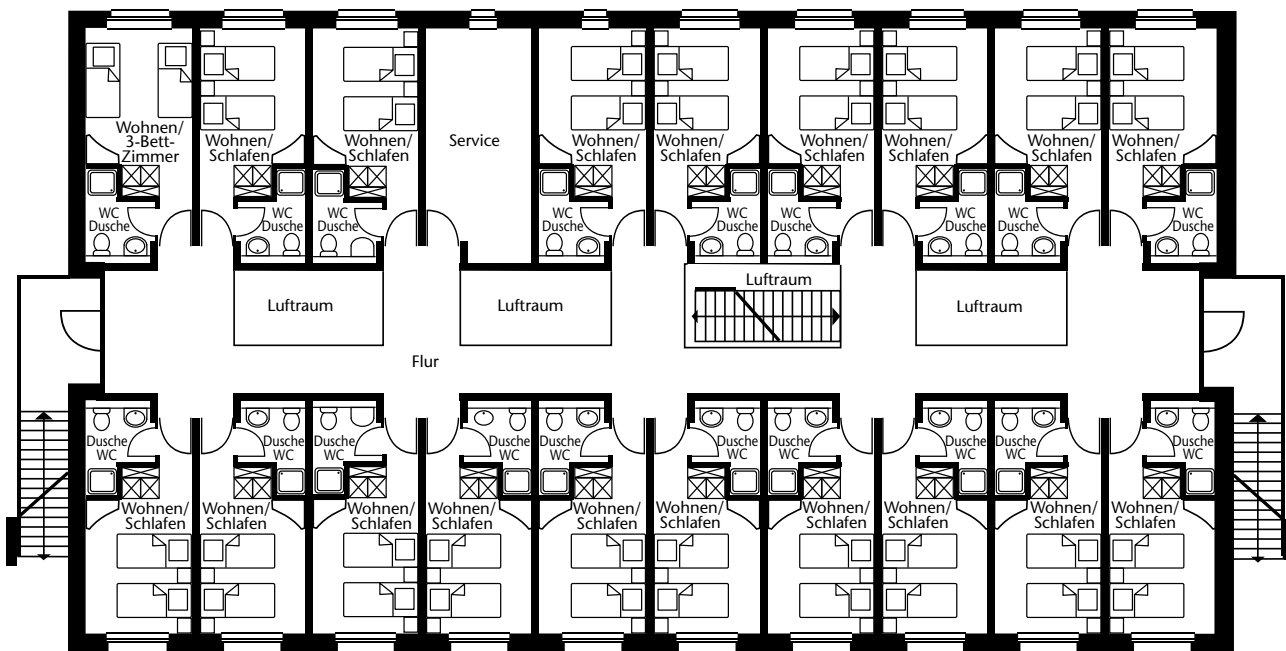 Wohnen/
3-Bett-
Zimmer
Wohnen/
Schlafen
Wohnen/
Schlafen
Service
Wohnen/
Schlafen
Wohnen/
Schlafen
Wohnen/
Schlafen
Wohnen/
Schlafen
Wohnen/
Schlafen
Wohnen/
Schlafen
WC
Dusche
WC
Dusche
WC
Dusche
WC
Dusche
WC
Dusche
WC
Dusche
WC
Dusche
WC
Dusche
WC
Dusche
Luftraum
Luftraum
Luftraum
Luftraum
Flur
Dusche
WC
Dusche
WC
Dusche
WC
Dusche
WC
Dusche
WC
Dusche
WC
Dusche
WC
Dusche
WC
Dusche
WC
Dusche
WC
Wohnen/
Schlafen
Wohnen/
Schlafen
Wohnen/
Schlafen
Wohnen/
Schlafen
Wohnen/
Schlafen
Wohnen/
Schlafen
Wohnen/
Schlafen
Wohnen/
Schlafen
Wohnen/
Schlafen
Wohnen/
Schlafen